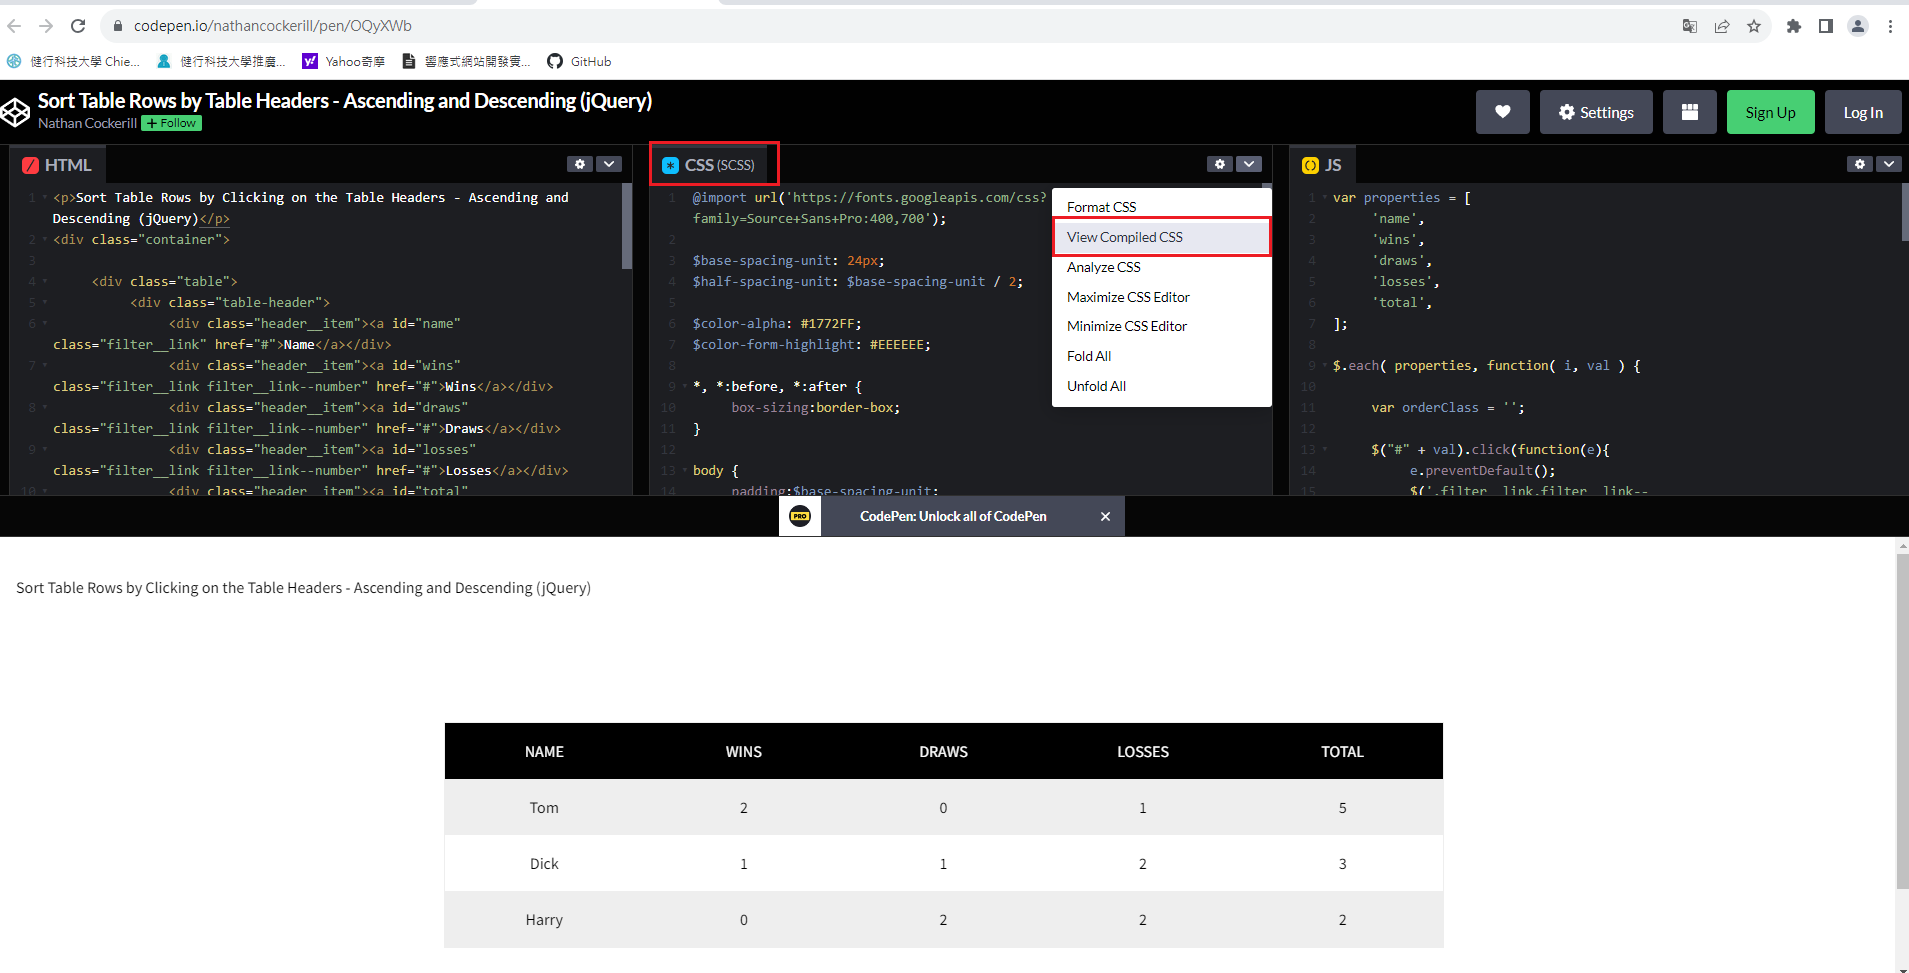 codepen.io/nathancockerill/pen/OQyXWb
健行科技大學 Chie...
健行科技大學推廣...
Yahoo奇摩
響應式網站開發實...
GitHub
Sort Table Rows by Table Headers - Ascending and Descending (jQuery)
Nathan Cockerill + Follow
Settings
Sign Up
Log In
HTML
1 <p>Sort Table Rows by Clicking on the Table Headers - Ascending and
Descending (jQuery)</p>
2 <div class="container">
3
4 <div class="table">
5 <div class="table-header">
6 <div class="header__item"><a id="name"
class="filter__link" href="#">Name</a></div>
7 <div class="header__item"><a id="wins"
class="filter__link filter__link--number" href="#">Wins</a></div>
8 <div class="header__item"><a id="draws"
class="filter__link filter__link--number" href="#">Draws</a></div>
9 <div class="header__item"><a id="losses"
class="filter__link filter__link--number" href="#">Losses</a></div>
10 <div class="header__item"><a id="total"
CSS (SCSS)
1 @import url('https://fonts.googleapis.com/css?
family=Source+Sans+Pro:400,700');
2
3 $base-spacing-unit: 24px;
4 $half-spacing-unit: $base-spacing-unit / 2;
5
6 $color-alpha: #1772FF;
7 $color-form-highlight: #EEEEEE;
8
9 *, *:before, *:after {
10 box-sizing:border-box;
11 }
12
13 body {
14 padding:$base-spacing-unit;
Format CSS
View Compiled CSS
Analyze CSS
Maximize CSS Editor
Minimize CSS Editor
Fold All
Unfold All
JS
1 var properties = [
2 'name',
3 'wins',
4 'draws',
5 'losses',
6 'total',
7 ];
8
9 $.each( properties, function( i, val ) {
10
11 var orderClass = '';
12
13 $("#" + val).click(function(e){
14 e.preventDefault();
15 $('.filter__link.filter__link--
PRO
CodePen: Unlock all of CodePen
Sort Table Rows by Clicking on the Table Headers - Ascending and Descending (jQuery)
NAME WINS DRAWS LOSSES TOTAL
Tom 2 0 1 5
Dick 1 1 2 3
Harry 0 2 2 2